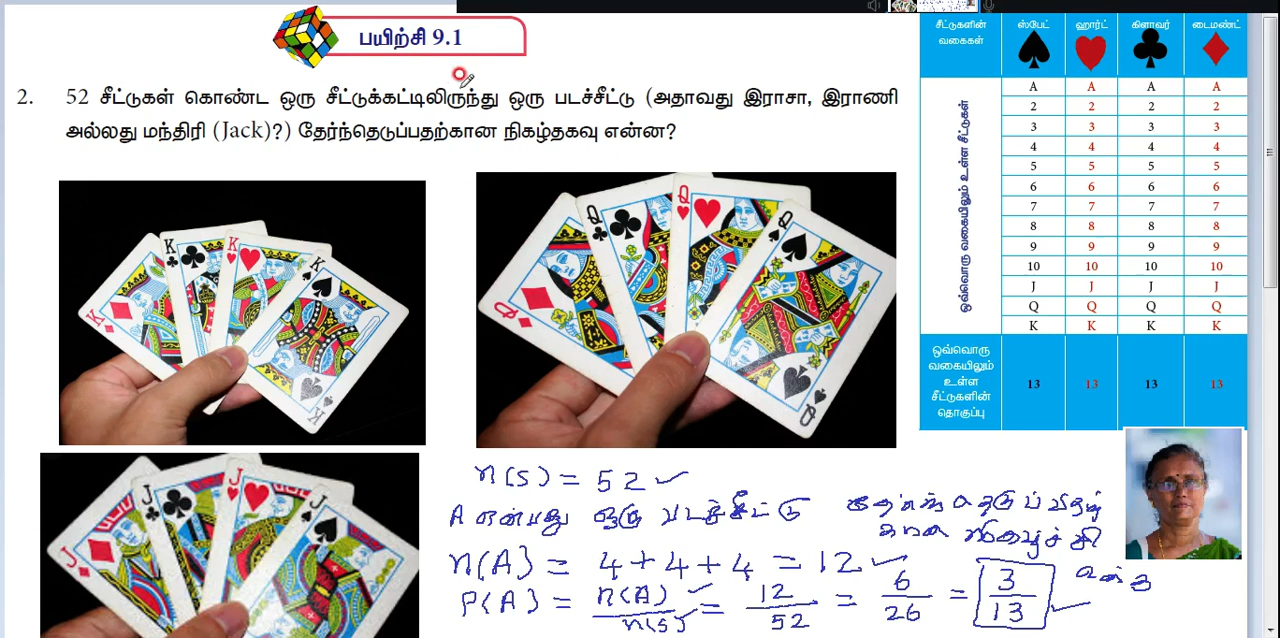 பயிற்சி 9.1
2. 52 சீட்டுகள் கொண்ட ஒரு சீட்டுக்கட்டிலிருந்து ஒரு படச்சீட்டு (அதாவது இராசா, இராணி
அல்லது மந்திரி (Jack)?) தேர்ந்தெடுப்பதற்கான நிகழ்தகவு என்ன?
சீட்டுகளின் வகைகள் ஸ்பேட் ஹார்ட் கிளாவர் டைமண்ட்
ஒவ்வொரு வகையிலும் உள்ள சீட்டுகள்
A A A A
2 2 2 2
3 3 3 3
4 4 4 4
5 5 5 5
6 6 6 6
7 7 7 7
8 8 8 8
9 9 9 9
10 10 10 10
J J J J
Q Q Q Q
K K K K
ஒவ்வொரு வகையிலும் உள்ள சீட்டுகளின் தொகுப்பு 13 13 13 13
K K K K K
Q Q Q Q Q Q
J J J J J
n(S) = 52
A என்பது ஒரு படச்சீட்டு
n(A) = 4 + 4 + 4 = 12
P(A) = n(A)/n(S) = 12/52 = 6/26 = 3/13